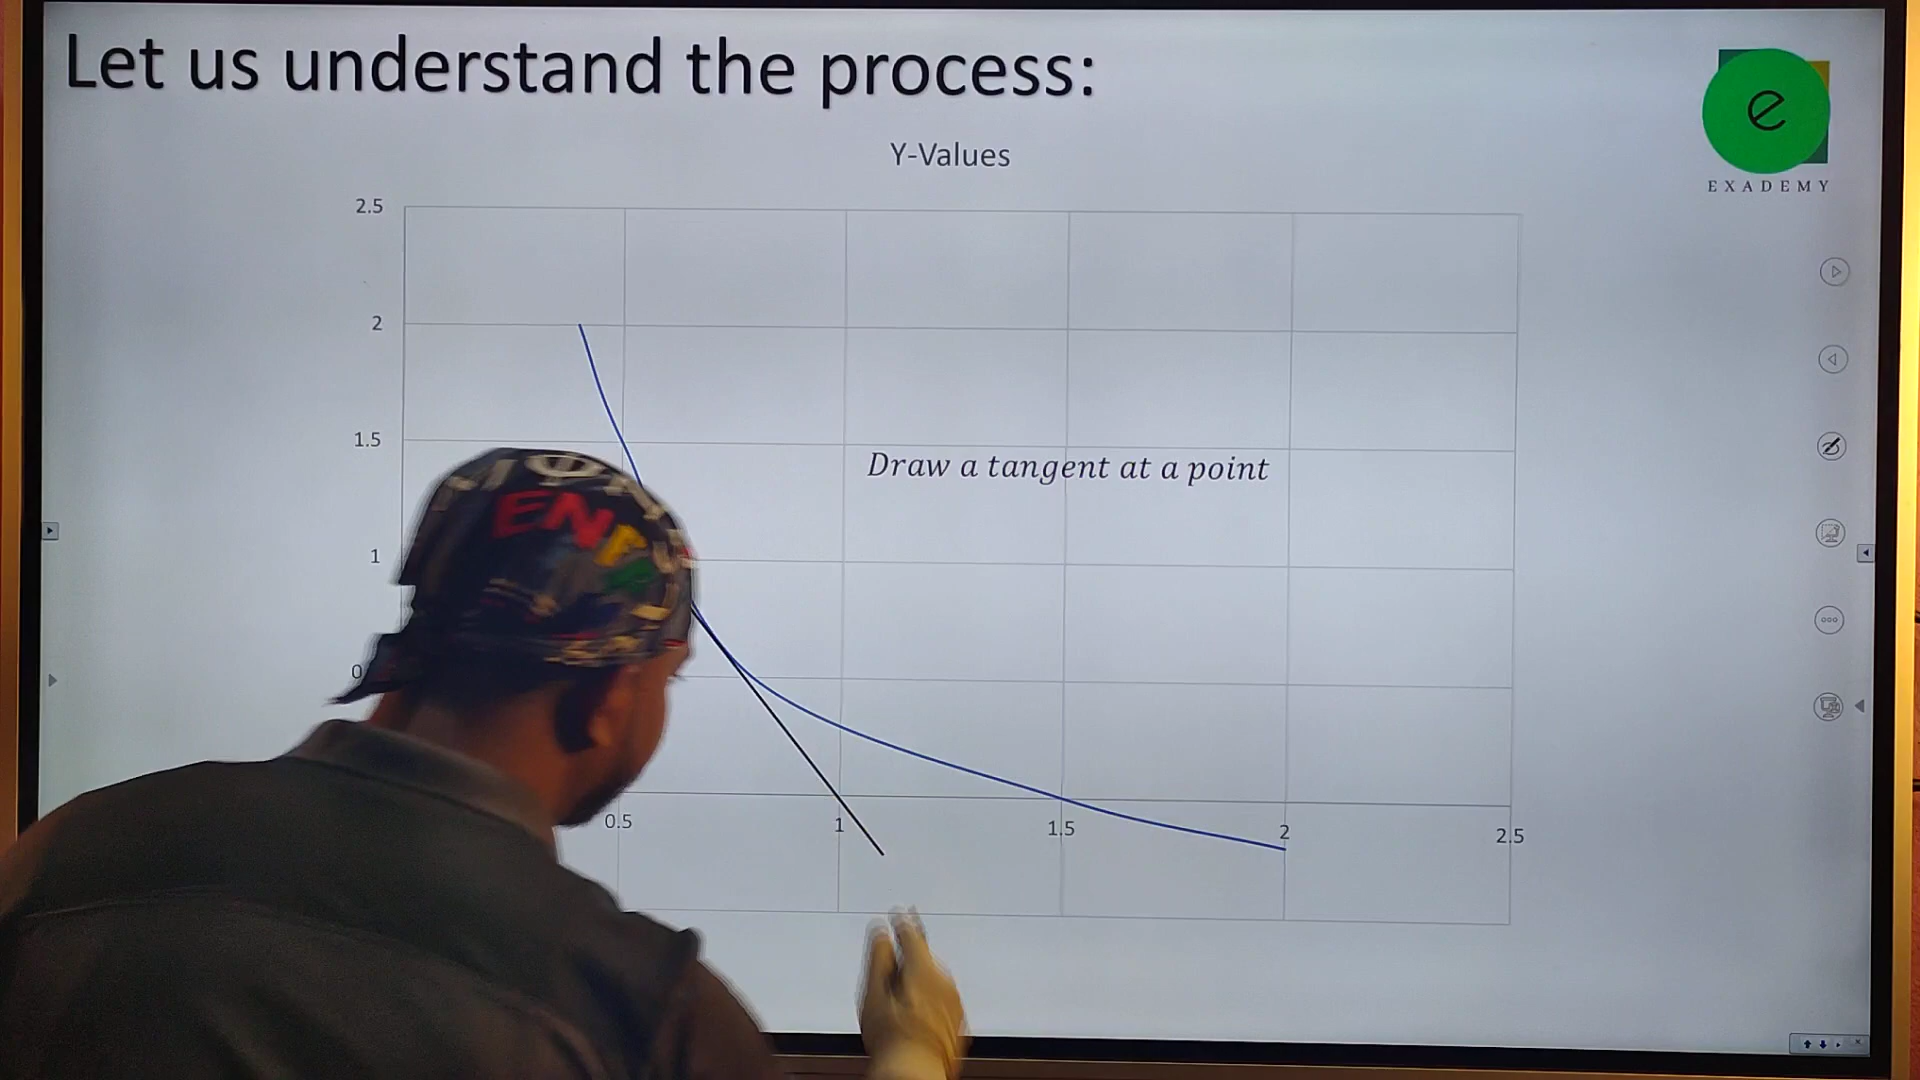 Let us understand the process:
e
EXADEMY
Y-Values
2.5
2
1.5
Draw a tangent at a point
1
0
0.5
1
1.5
2
2.5
EN